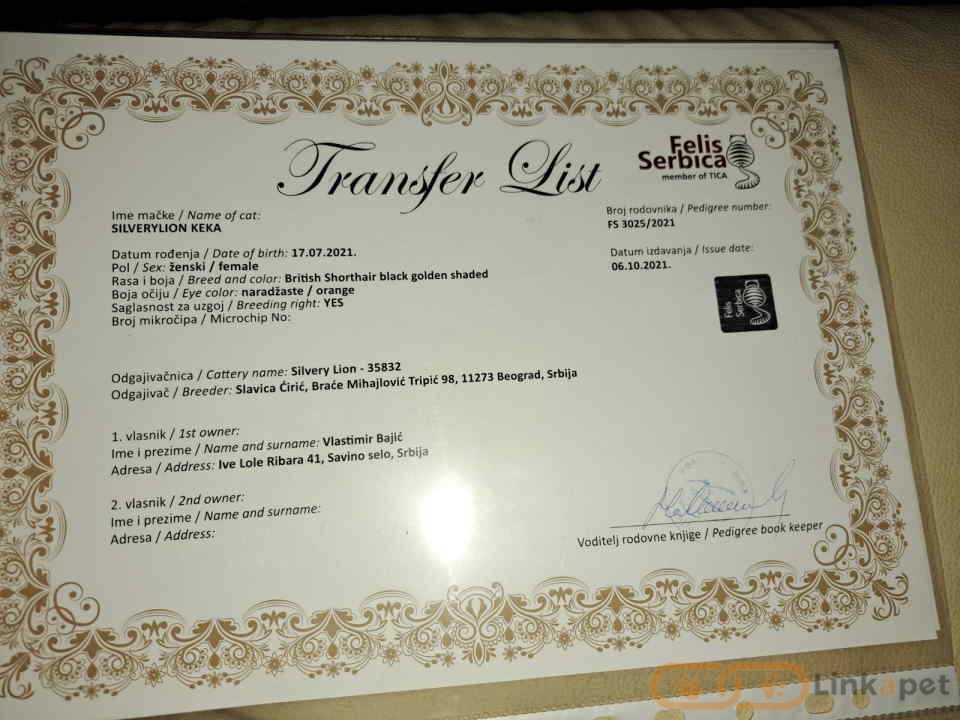 Transfer List
Felis
Serbica
member of TICA
Ime mačke / Name of cat:
SILVERYLION KEKA
Broj rodovnika / Pedigree number:
FS 3025/2021
Datum rođenja / Date of birth: 17.07.2021.
Pol / Sex: ženski / female
Rasa i boja / Breed and color: British Shorthair black golden shaded
Boja očiju / Eye color: naradžaste / orange
Saglasnost za uzgoj / Breeding right: YES
Broj mikročipa / Microchip No:
Datum izdavanja / Issue date:
06.10.2021.
Felis
Serbica
Odgajivačnica / Cattery name: Silvery Lion - 35832
Odgajivač / Breeder: Slavica Ćirić, Braće Mihajlović Tripić 98, 11273 Beograd, Srbija
1. vlasnik / 1st owner:
Ime i prezime / Name and surname: Vlastimir Bajić
Adresa / Address: Ive Lole Ribara 41, Savino selo, Srbija
2. vlasnik / 2nd owner:
Ime i prezime / Name and surname:
Adresa / Address:
Voditelj rodovne knjige / Pedigree book keeper
Linkapet